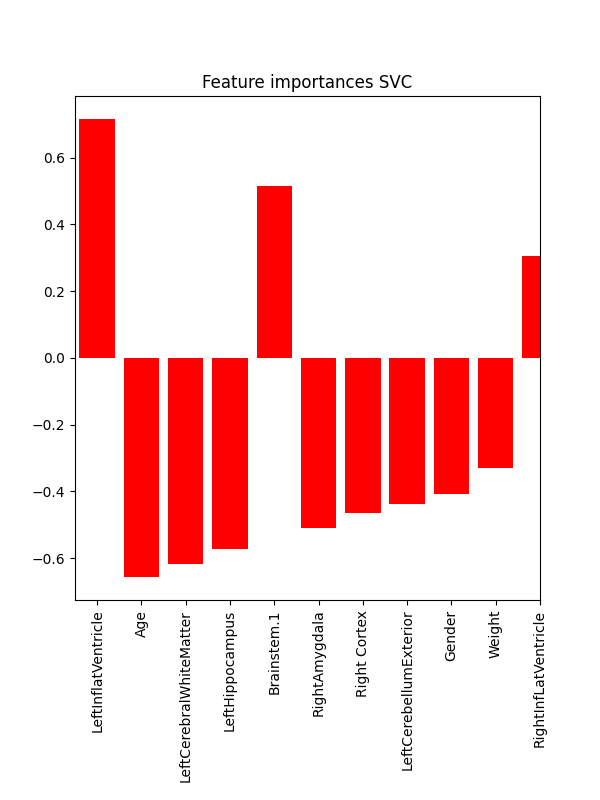 Feature importances SVC
0.6
0.4
0.2
0.0
−0.2
−0.4
−0.6
LeftInflatVentricle
Age
LeftCerebralWhiteMatter
LeftHippocampus
Brainstem.1
RightAmygdala
Right Cortex
LeftCerebellumExterior
Gender
Weight
RightInfLatVentricle